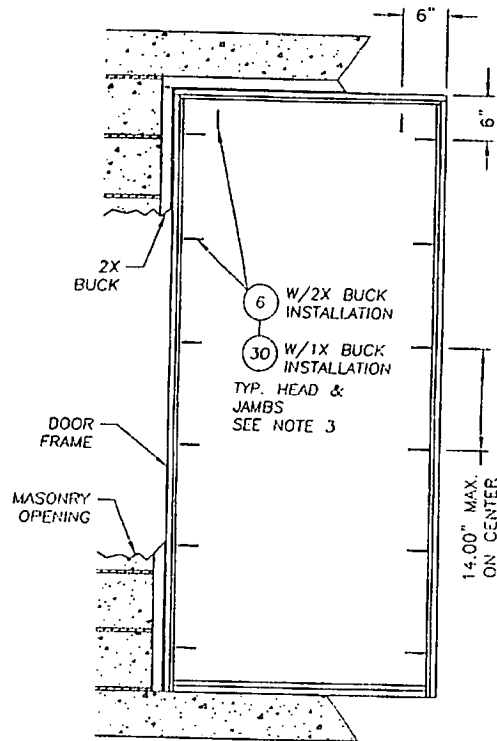 6"
6"
2X
BUCK
6 W/2X BUCK
INSTALLATION
30 W/1X BUCK
INSTALLATION
TYP. HEAD &
JAMBS
SEE NOTE 3
DOOR
FRAME
MASONRY
OPENING
14.00" MAX.
ON CENTER